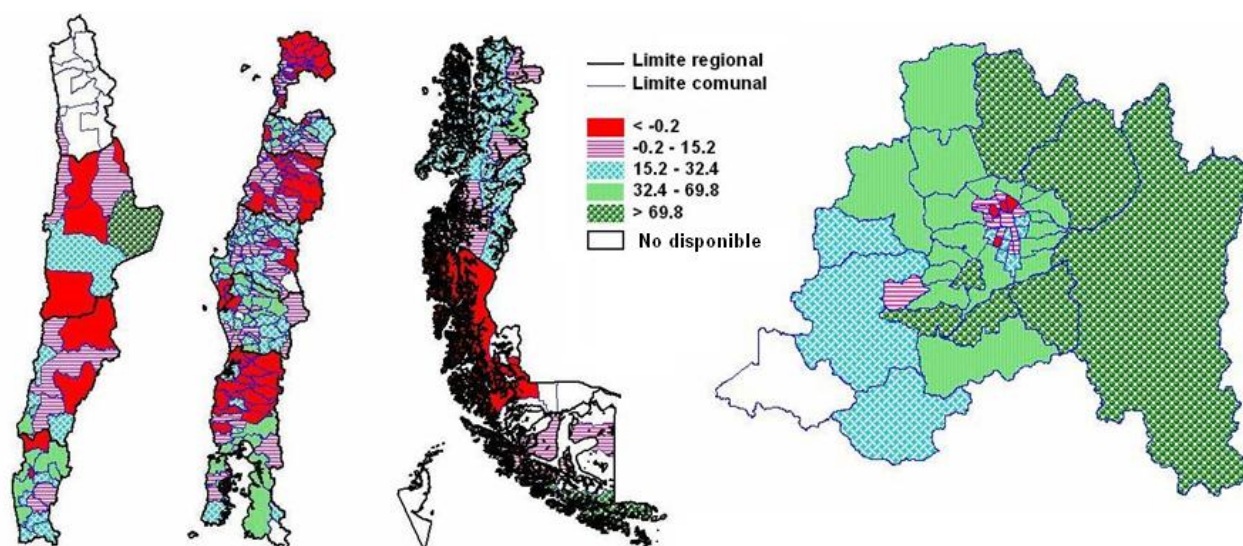 Limite regional
Limite comunal
< -0.2
-0.2 - 15.2
15.2 - 32.4
32.4 - 69.8
> 69.8
No disponible